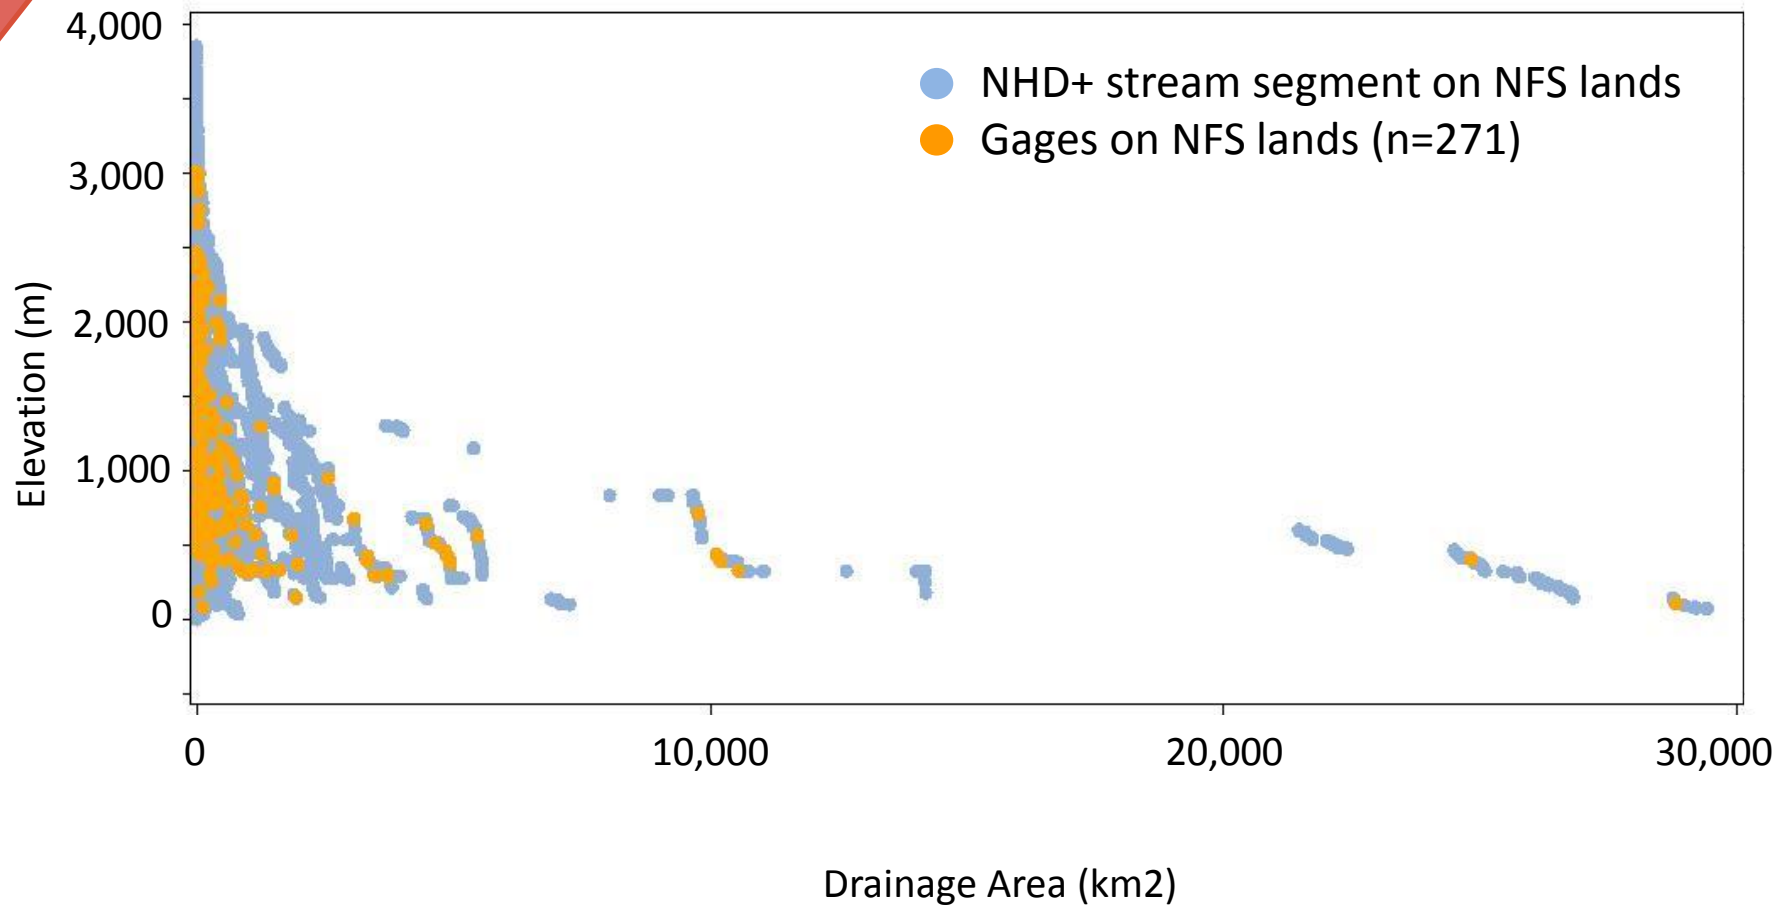 4,000
3,000
2,000
1,000
0
Elevation (m)
NHD+ stream segment on NFS lands
Gages on NFS lands (n=271)
0
10,000
20,000
30,000
Drainage Area (km2)